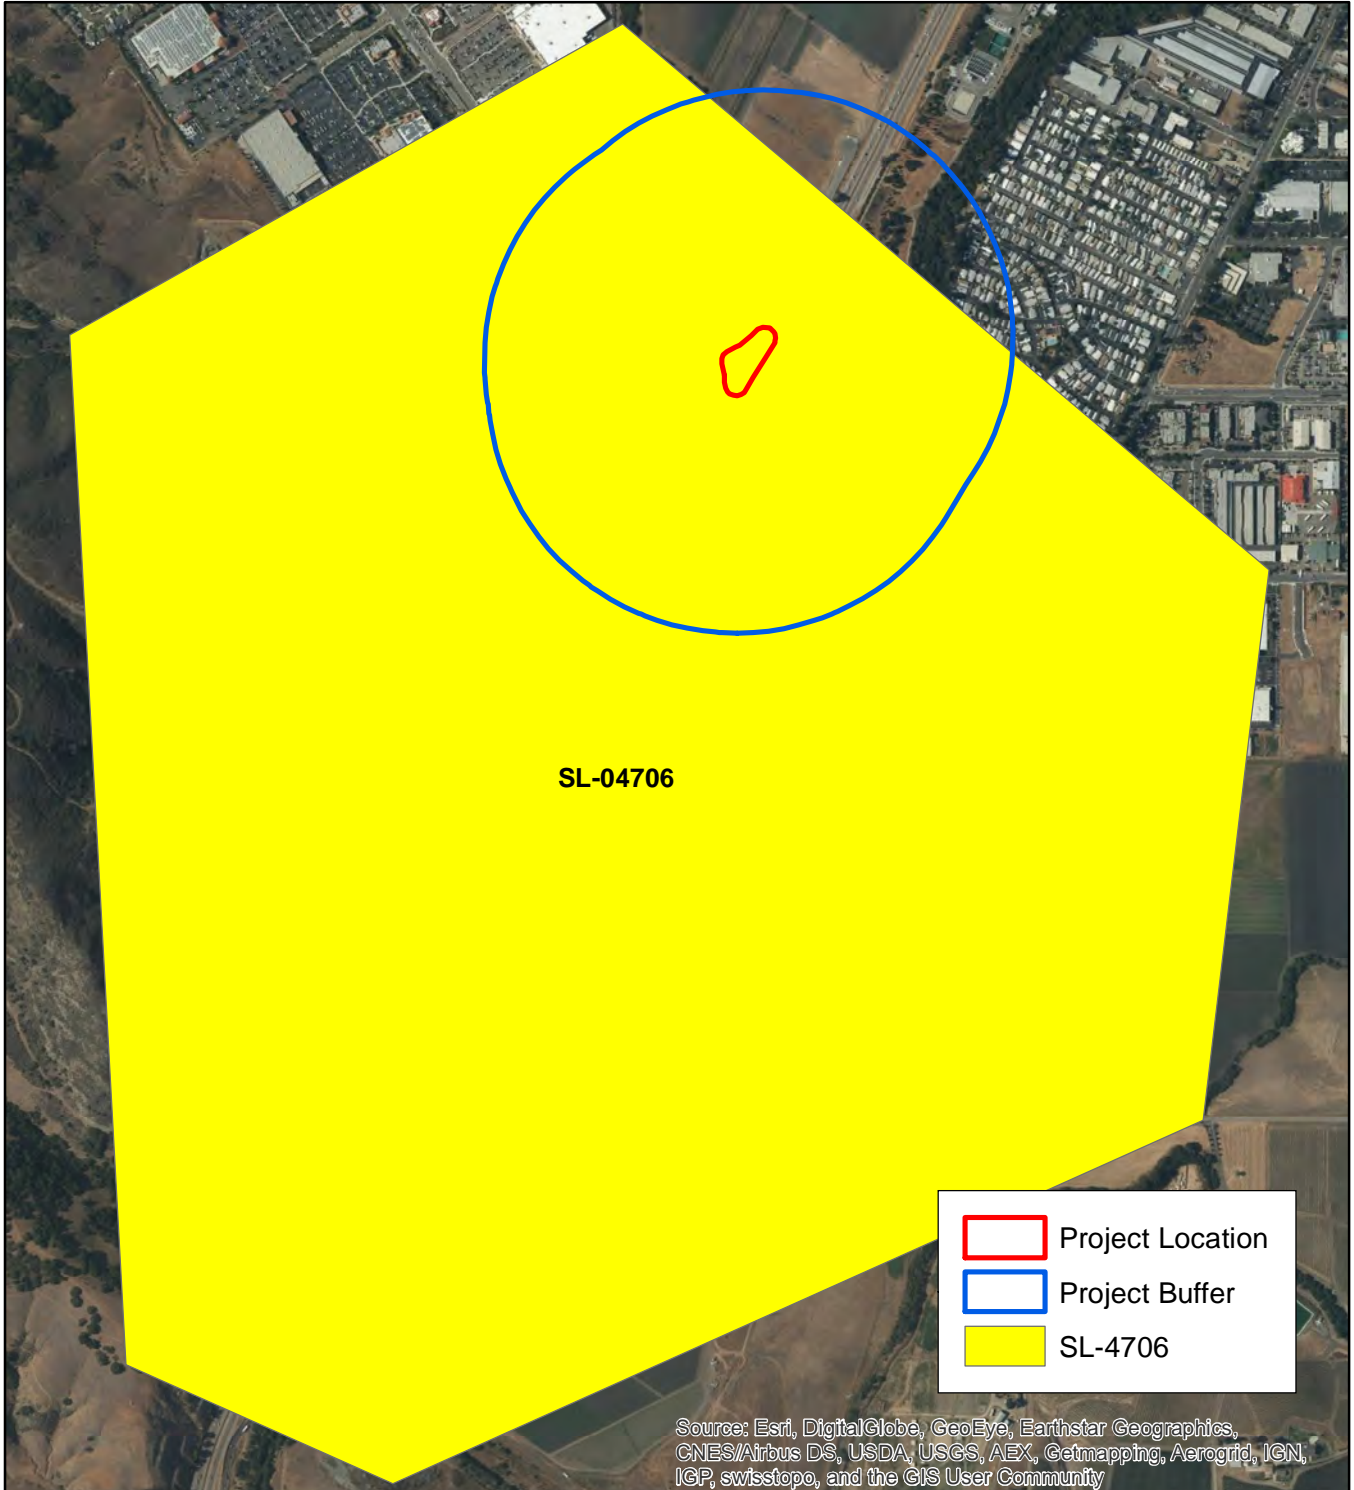 SL-04706
Project Location
Project Buffer
SL-4706
Source: Esri, DigitalGlobe, GeoEye, Earthstar Geographics,
CNES/Airbus DS, USDA, USGS, AEX, Getmapping, Aerogrid, IGN,
IGP, swisstopo, and the GIS User Community